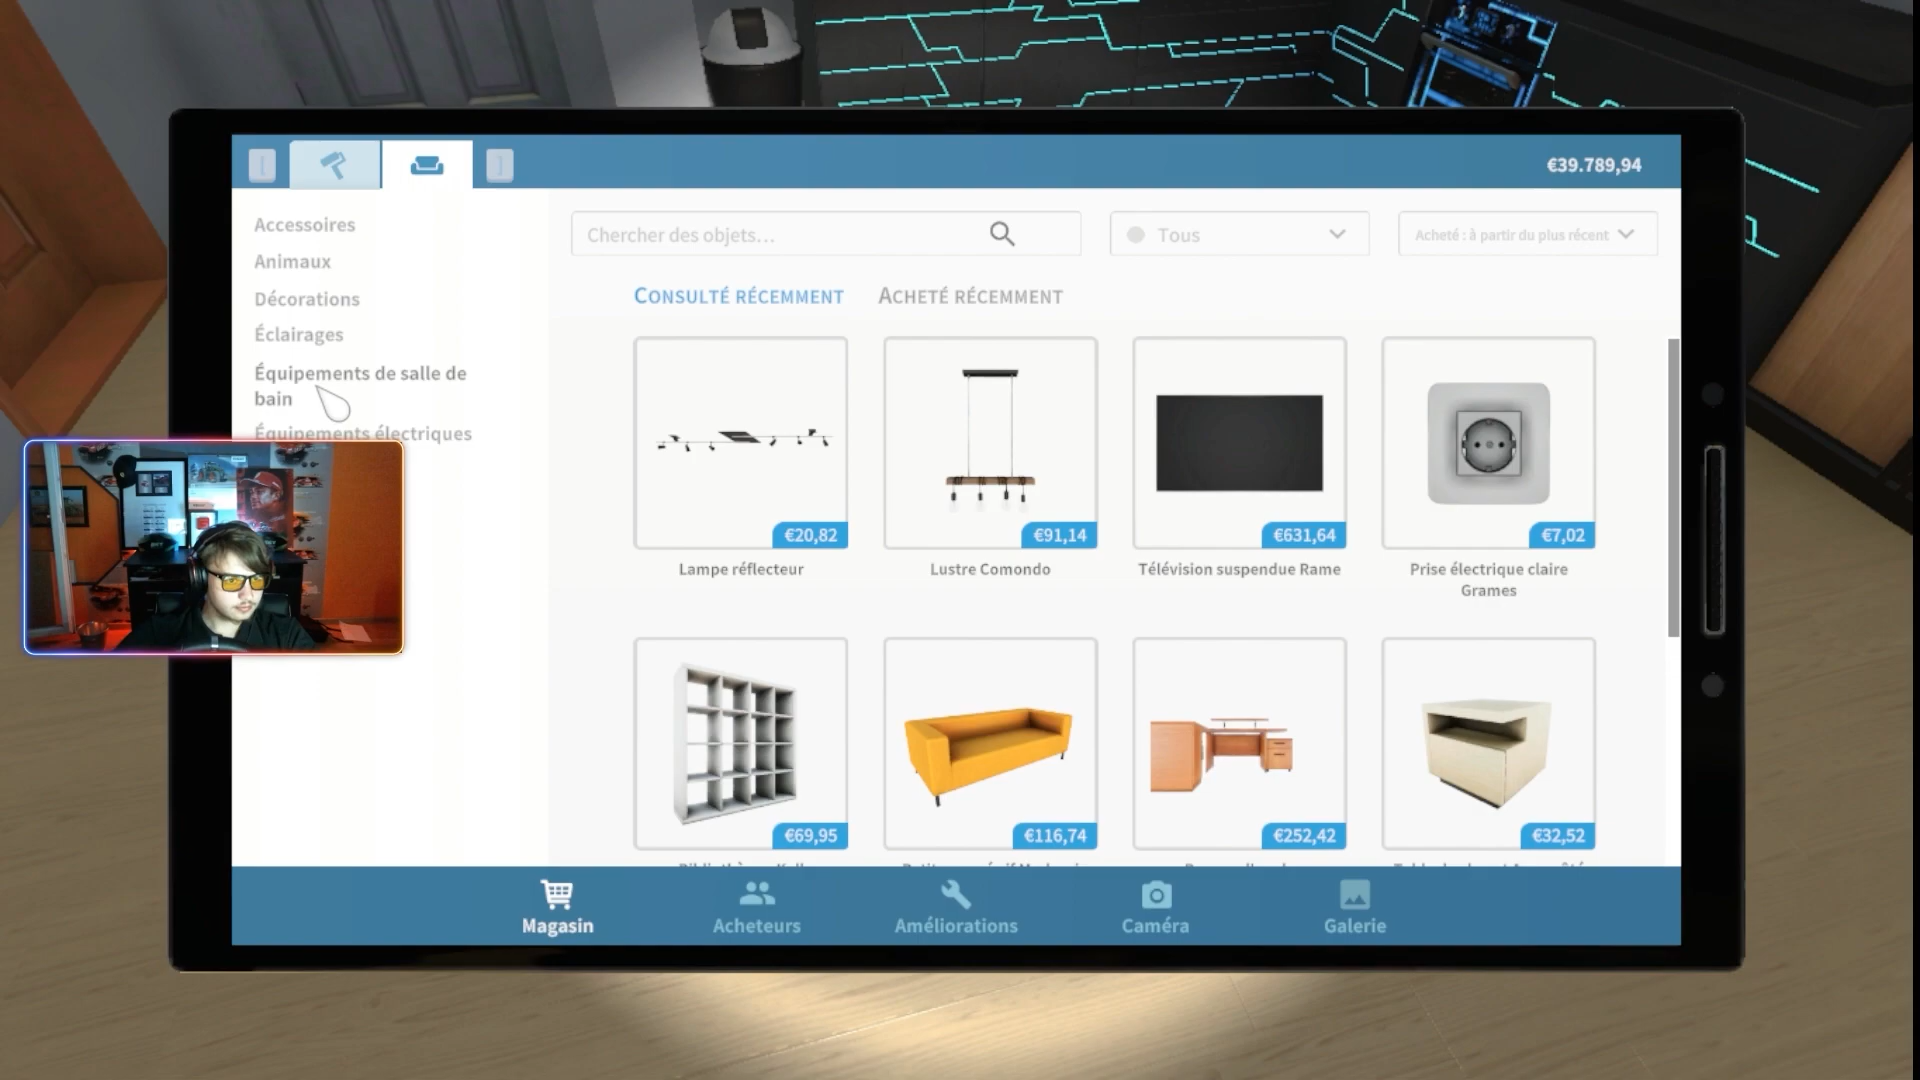 €39.789,94
Accessoires
Animaux
Décorations
Éclairages
Équipements de salle de
bain
Équipements électriques
Chercher des objets...
Tous
Acheté : à partir du plus récent
CONSULTÉ RÉCEMMENT
ACHETÉ RÉCEMMENT
€20,82
€91,14
€631,64
€7,02
Lampe réflecteur
Lustre Comondo
Télévision suspendue Rame
Prise électrique claire
Grames
€69,95
€116,74
€252,42
€32,52
Magasin
Acheteurs
Améliorations
Caméra
Galerie